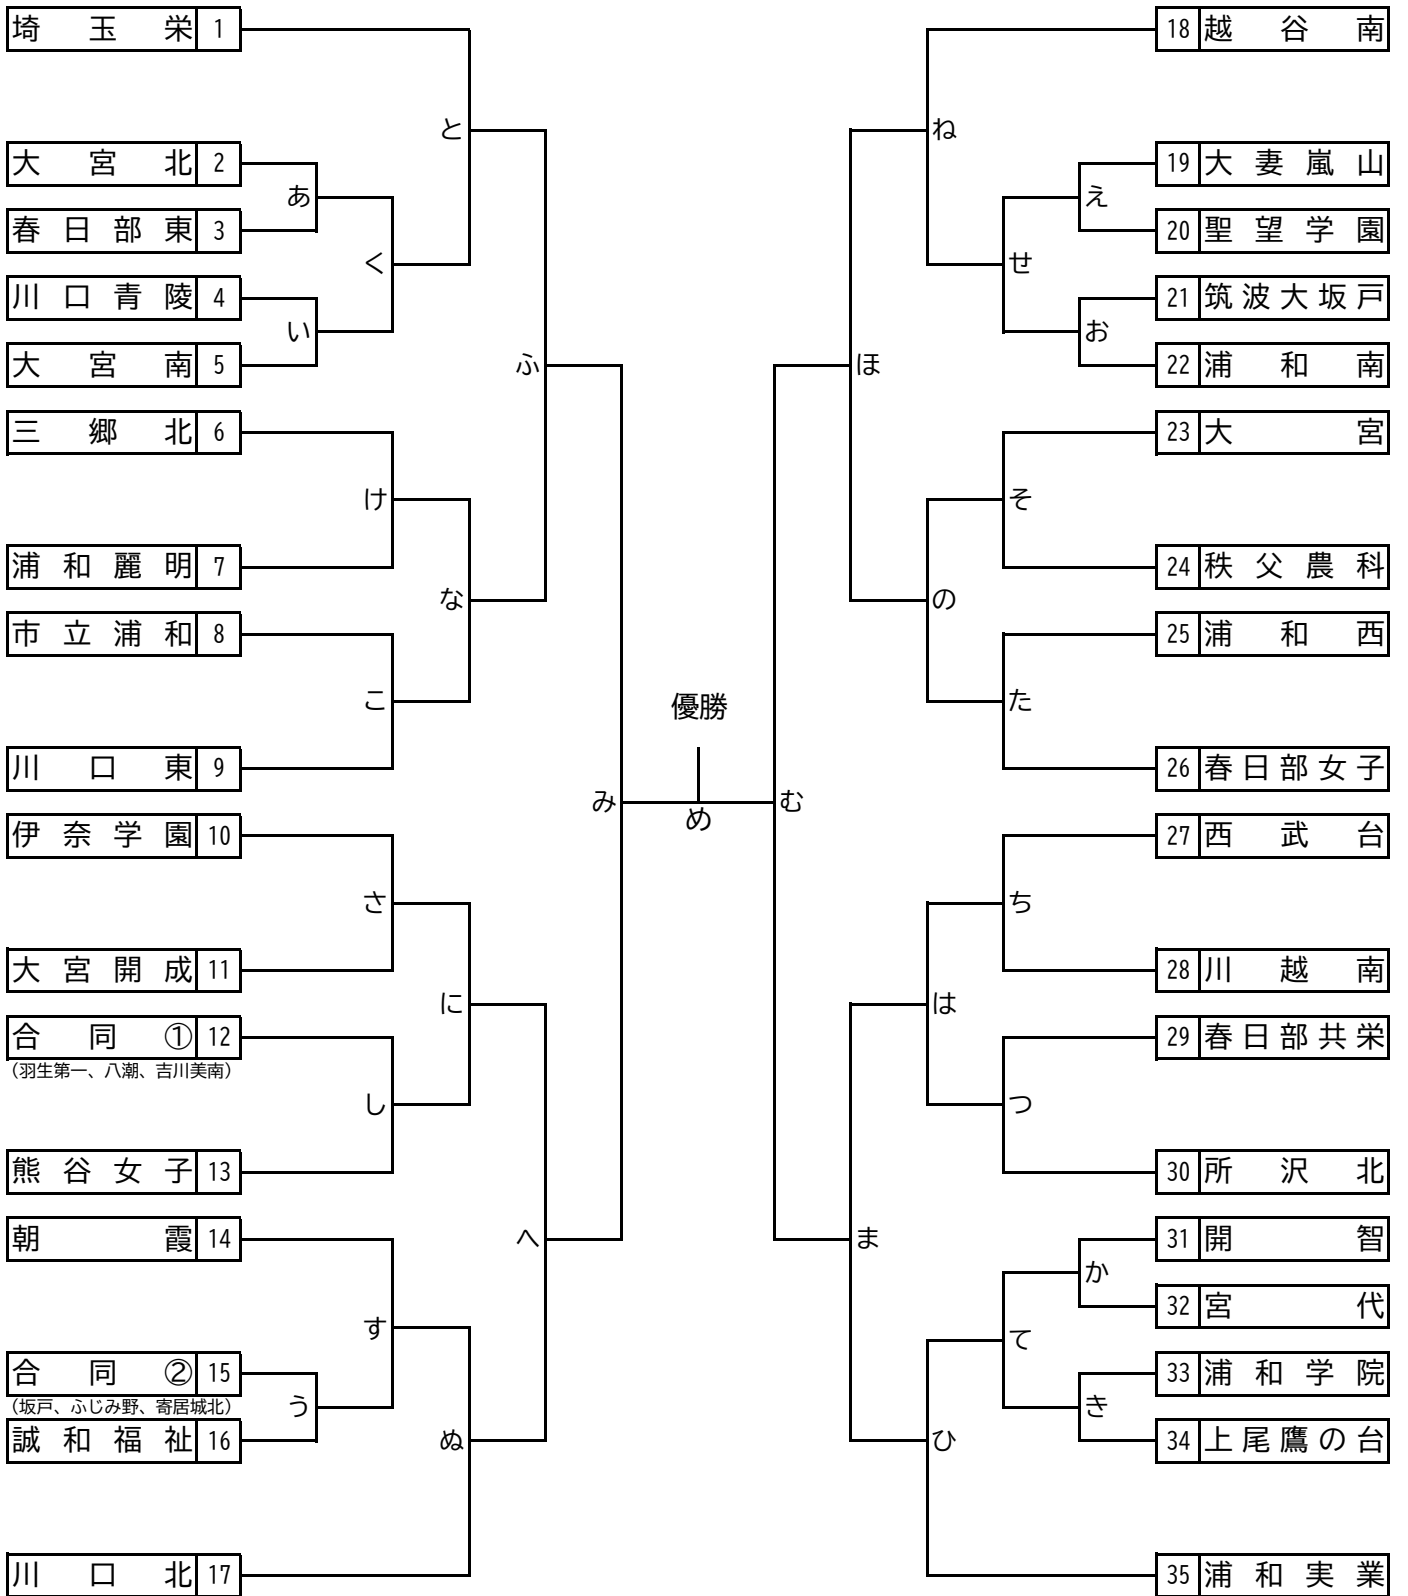 埼玉栄 1
と
大宮北 2
あ
春日部東 3
く
川口青陵 4
い
大宮南 5
ふ
三郷北 6
け
浦和麗明 7
な
市立浦和 8
こ
川口東 9
み
伊奈学園 10
さ
大宮開成 11
に
合同① 12
(羽生第一、八潮、吉川美南)
し
熊谷女子 13
朝霞 14
へ
す
合同② 15
(坂戸、ふじみ野、寄居城北)
う
誠和福祉 16
ぬ
川口北 17
優勝
め
18 越谷南
ね
19 大妻嵐山
え
20 聖望学園
せ
21 筑波大坂戸
お
22 浦和南
ほ
23 大宮
そ
24 秩父農科
の
25 浦和西
た
26 春日部女子
む
27 西武台
ち
28 川越南
は
29 春日部共栄
つ
30 所沢北
31 開智
ま
か
32 宮代
て
33 浦和学院
き
34 上尾鷹の台
ひ
35 浦和実業